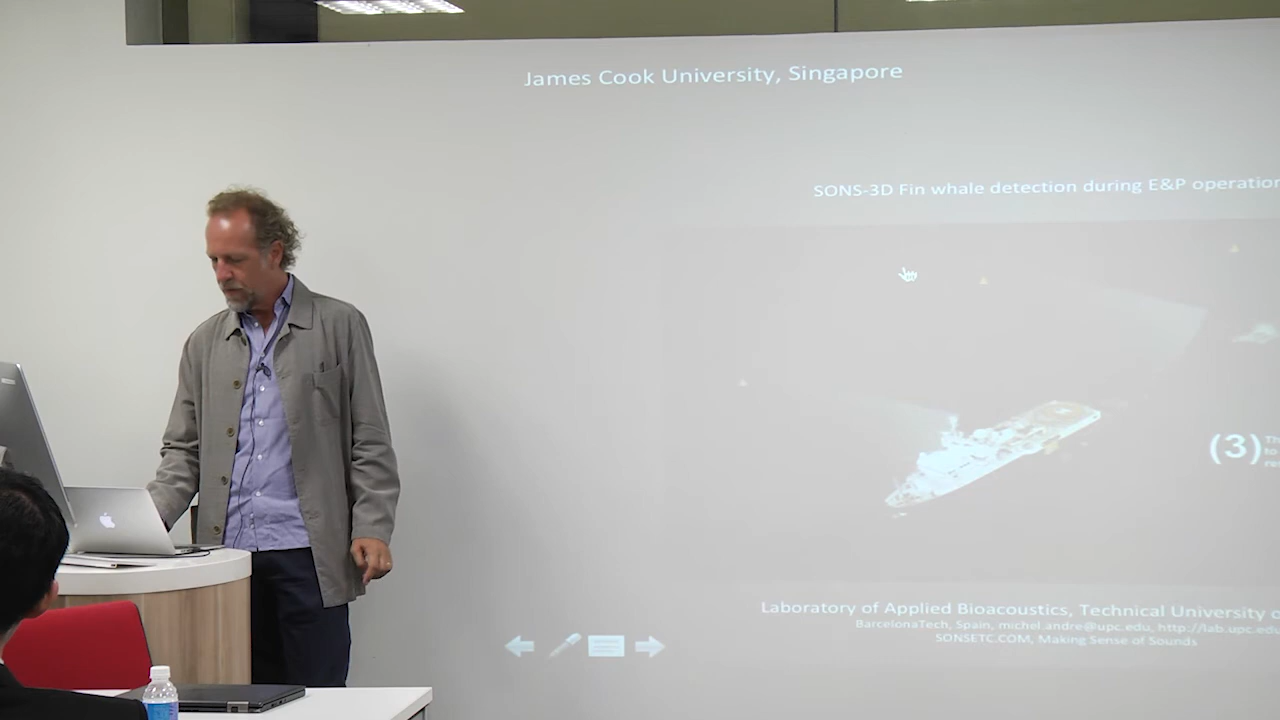 James Cook University, Singapore
SONS-3D Fin whale detection during E&P operation
(3)
Laboratory of Applied Bioacoustics, Technical University o
BarcelonaTech, Spain, michel.andre@upc.edu, http://lab.upc.edu
SONSETC.COM, Making Sense of Sounds